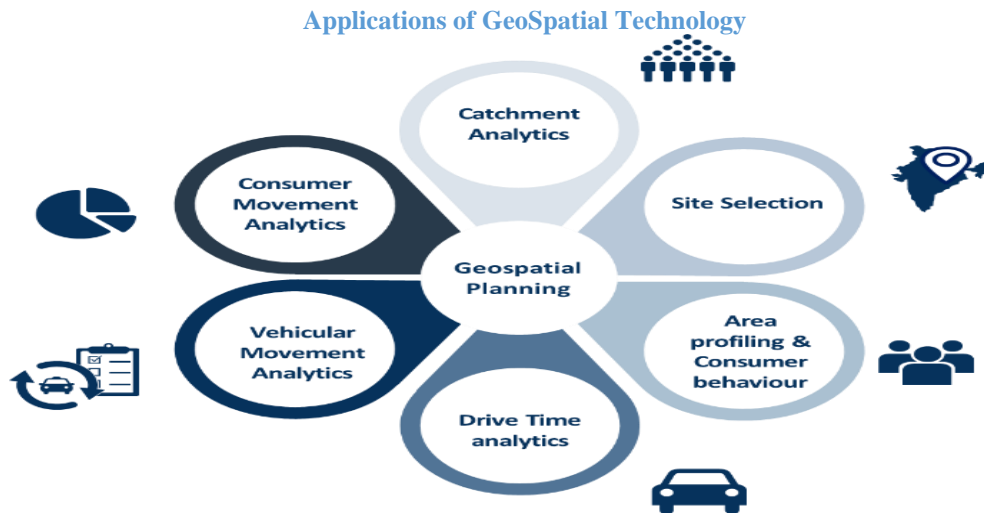 Applications of GeoSpatial Technology
Catchment
Analytics
Site Selection
Area
profiling &
Consumer
behaviour
Drive Time
analytics
Vehicular
Movement
Analytics
Consumer
Movement
Analytics
Geospatial
Planning